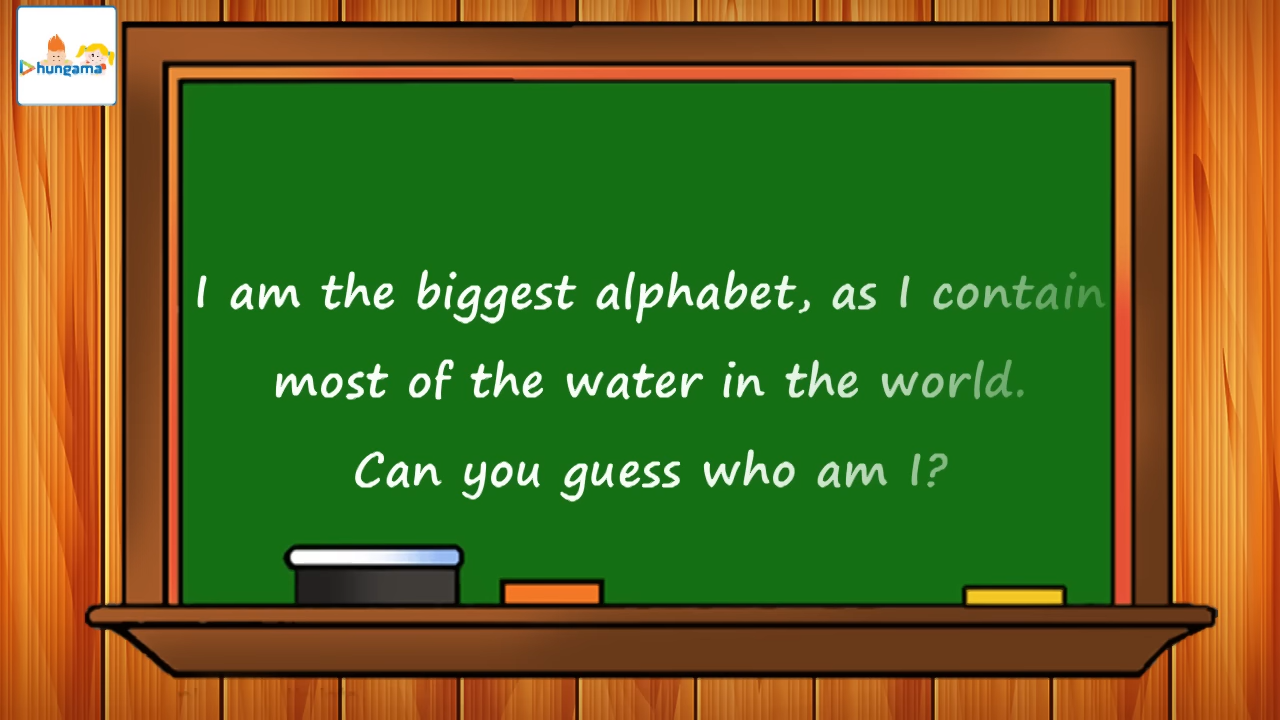 hungama
I am the biggest alphabet, as I contain
most of the water in the world.
Can you guess who am I?